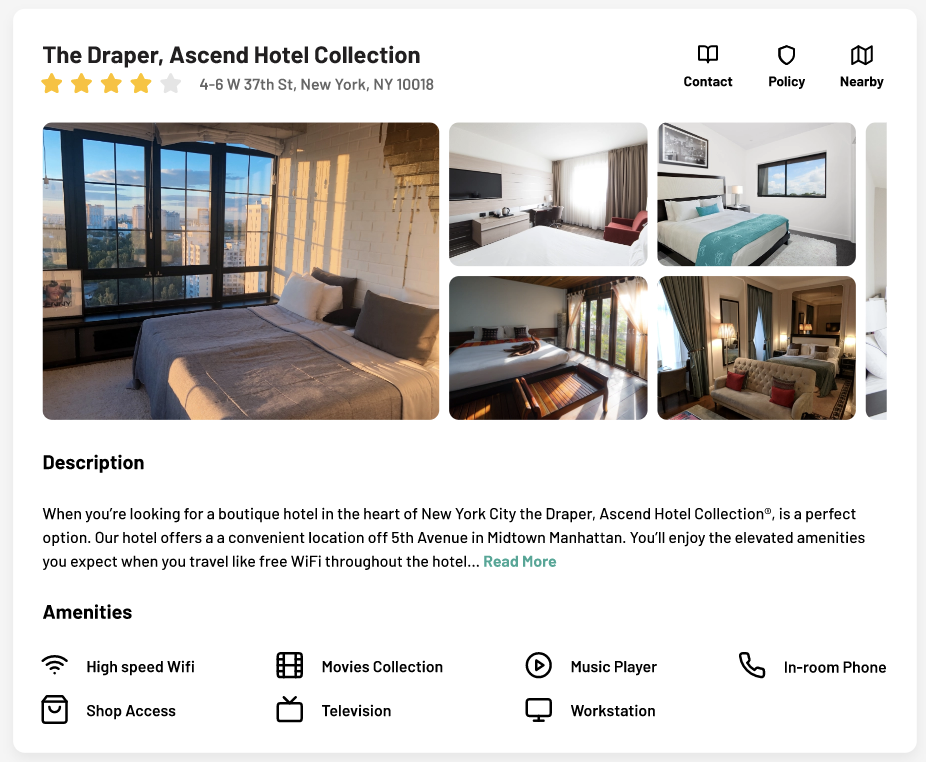 The Draper, Ascend Hotel Collection
4-6 W 37th St, New York, NY 10018
Contact
Policy
Nearby
Description
When you're looking for a boutique hotel in the heart of New York City the Draper, Ascend Hotel Collection®, is a perfect
option. Our hotel offers a a convenient location off 5th Avenue in Midtown Manhattan. You'll enjoy the elevated amenities
you expect when you travel like free WiFi throughout the hotel... Read More
Amenities
High speed Wifi
Movies Collection
Music Player
In-room Phone
Shop Access
Television
Workstation